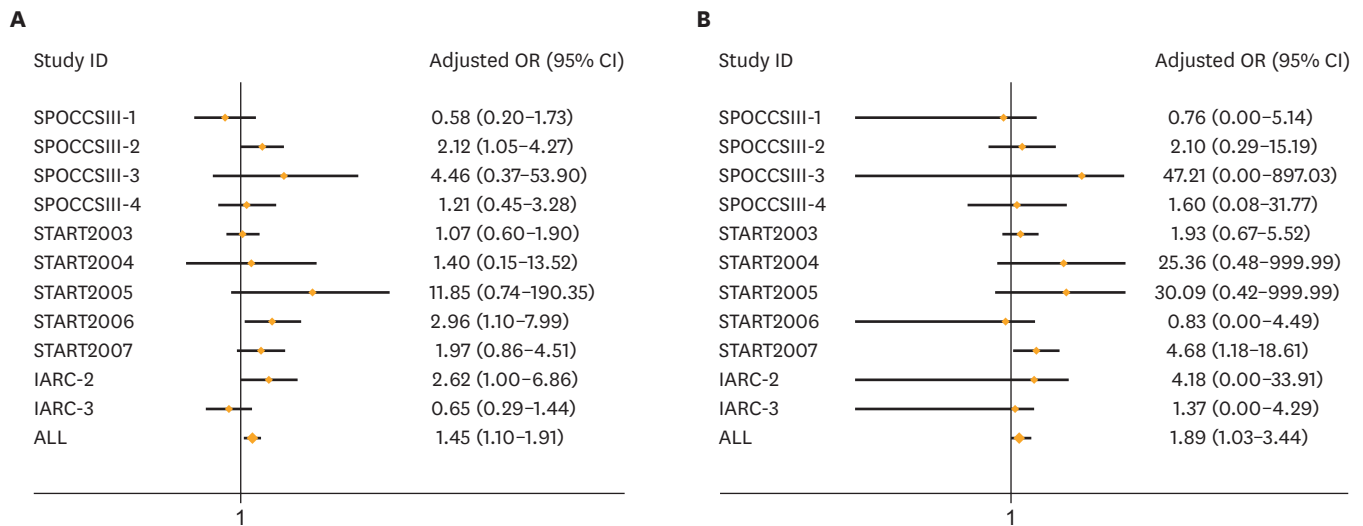 A
Study ID Adjusted OR (95% CI)
SPOCCSIII-1 0.58 (0.20–1.73)
SPOCCSIII-2 2.12 (1.05–4.27)
SPOCCSIII-3 4.46 (0.37–53.90)
SPOCCSIII-4 1.21 (0.45–3.28)
START2003 1.07 (0.60–1.90)
START2004 1.40 (0.15–13.52)
START2005 11.85 (0.74–190.35)
START2006 2.96 (1.10–7.99)
START2007 1.97 (0.86–4.51)
IARC-2 2.62 (1.00–6.86)
IARC-3 0.65 (0.29–1.44)
ALL 1.45 (1.10–1.91)
1
B
Study ID Adjusted OR (95% CI)
SPOCCSIII-1 0.76 (0.00–5.14)
SPOCCSIII-2 2.10 (0.29–15.19)
SPOCCSIII-3 47.21 (0.00–897.03)
SPOCCSIII-4 1.60 (0.08–31.77)
START2003 1.93 (0.67–5.52)
START2004 25.36 (0.48–999.99)
START2005 30.09 (0.42–999.99)
START2006 0.83 (0.00–4.49)
START2007 4.68 (1.18–18.61)
IARC-2 4.18 (0.00–33.91)
IARC-3 1.37 (0.00–4.29)
ALL 1.89 (1.03–3.44)
1